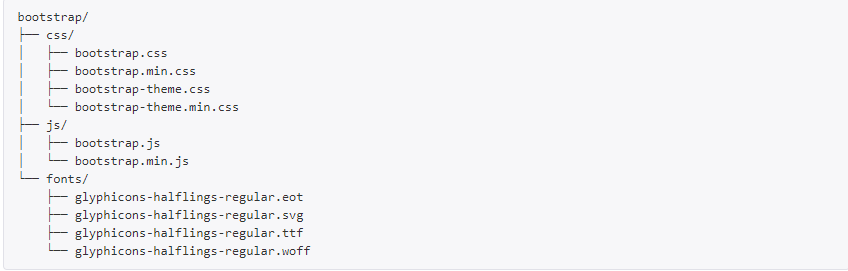 bootstrap/
├── css/
│   ├── bootstrap.css
│   ├── bootstrap.min.css
│   ├── bootstrap-theme.css
│   └── bootstrap-theme.min.css
├── js/
│   ├── bootstrap.js
│   └── bootstrap.min.js
└── fonts/
    ├── glyphicons-halflings-regular.eot
    ├── glyphicons-halflings-regular.svg
    ├── glyphicons-halflings-regular.ttf
    └── glyphicons-halflings-regular.woff